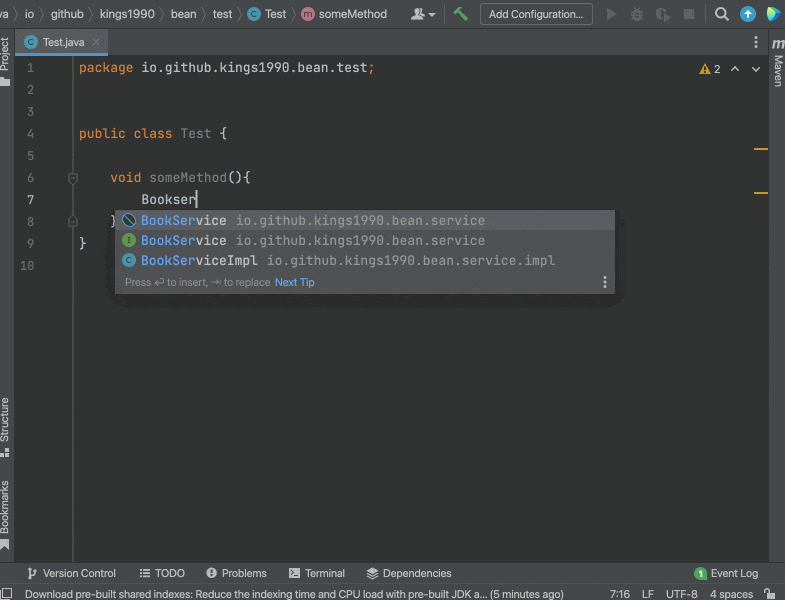 va io github kings1990 bean test C Test m someMethod Add Configuration...
C Test.java
Project
m
Maven
1 package io.github.kings1990.bean.test;
2
2
3
4 public class Test {
5
6 void someMethod(){
7 Bookser
BookService io.github.kings1990.bean.service
8 }
I BookService io.github.kings1990.bean.service
9 }
C BookServiceImpl io.github.kings1990.bean.service.impl
10
Press ↩ to insert, ⇥ to replace Next Tip
Structure
Bookmarks
Version Control TODO Problems Terminal Dependencies 1 Event Log
Download pre-built shared indexes: Reduce the indexing time and CPU load with pre-built JDK a... (5 minutes ago) 7:16 LF UTF-8 4 spaces